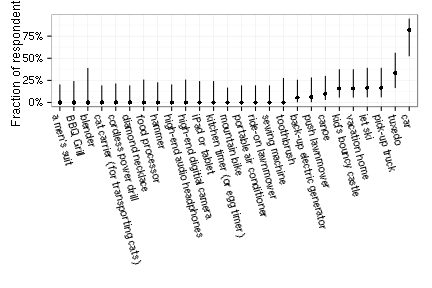 Fraction of respondent
75%
50%
25%
0%
a men's suit
BBQ Grill
blender
cat carrier (for transporting cats)
cordless power drill
diamond necklace
food processor
hammer
high-end audio headphones
high-end digital camera
iPad or tablet
kitchen timer (or egg timer)
mountain bike
portable air conditioner
ride-on lawnmower
sewing machine
toothbrush
back-up electric generator
push lawnmower
canoe
kid's bouncy castle
vacation home
jet ski
pick-up truck
tuxedo
car